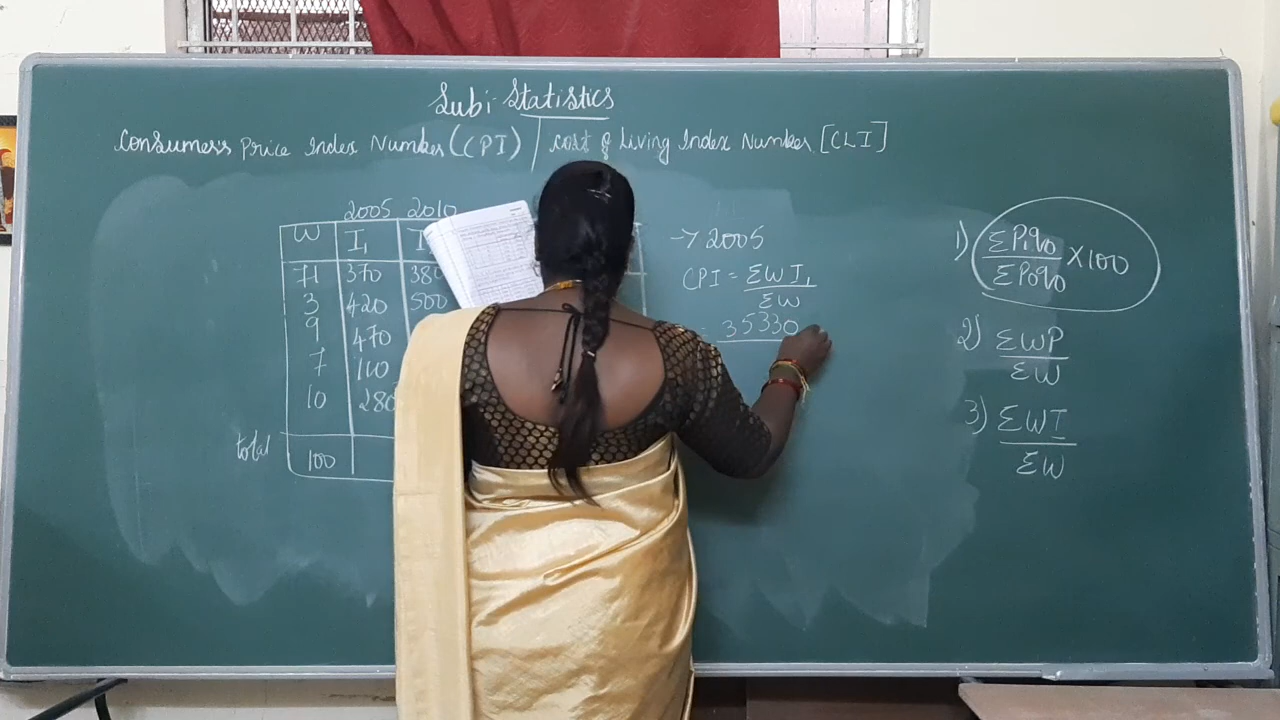 Sub:- Statistics
Consumers Price Index Number (CPI) | Cost of Living Index Number [CLI]
2005 2010
W I₁ I
71 370 380
3 420 500
9 470
7 110
10 280
total 100
→ 2005
CPI = ΣWI₁
ΣW
= 35330
1) ΣP₁q₀ × 100
ΣP₀q₀
2) ΣWP
ΣW
3) ΣWI
ΣW